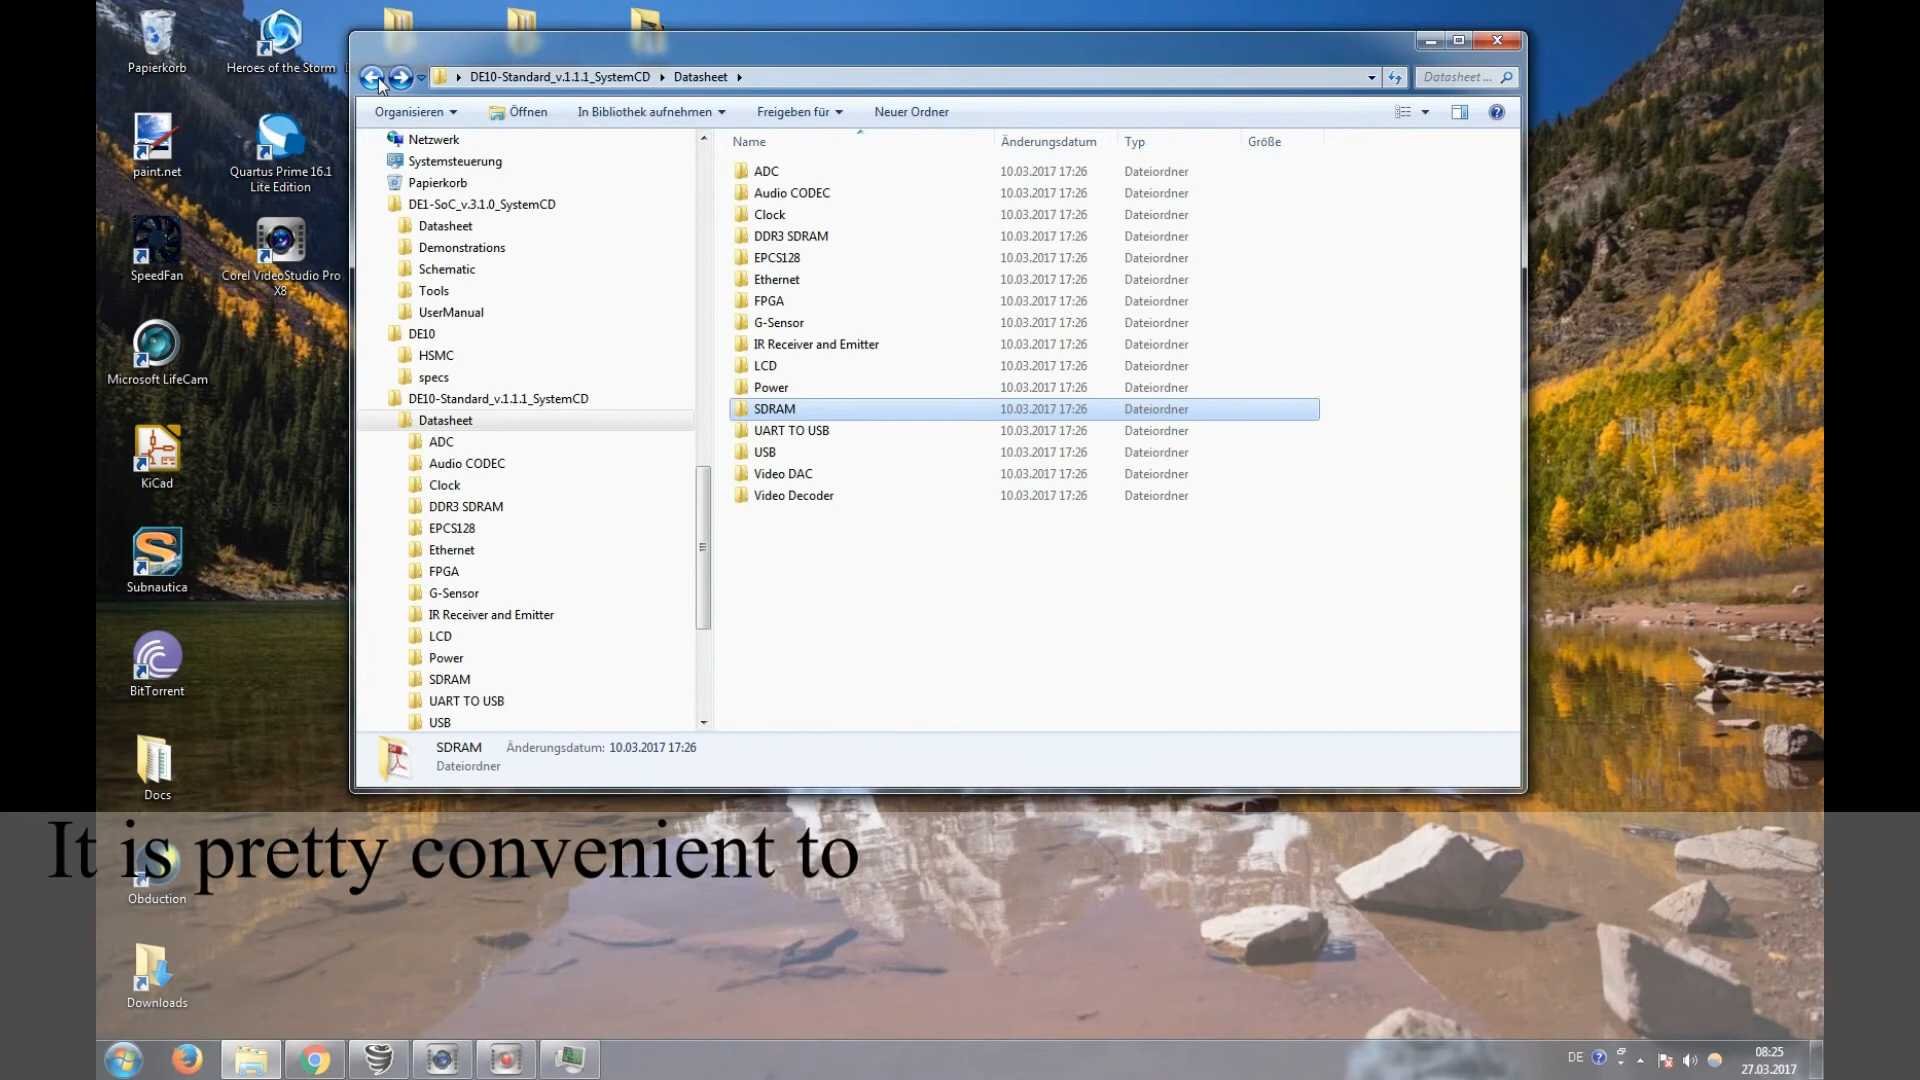 Papierkorb
Heroes of the Storm
paint.net
Quartus Prime 16.1
Lite Edition
SpeedFan
Corel VideoStudio Pro
X8
Microsoft LifeCam
KiCad
Subnautica
BitTorrent
Docs
Obduction
Downloads
DE10-Standard_v.1.1.1_SystemCD
Datasheet
Datasheet ...
Organisieren
Öffnen
In Bibliothek aufnehmen
Freigeben für
Neuer Ordner
Netzwerk
Systemsteuerung
Papierkorb
DE1-SoC_v.3.1.0_SystemCD
Datasheet
Demonstrations
Schematic
Tools
UserManual
DE10
HSMC
specs
DE10-Standard_v.1.1.1_SystemCD
Datasheet
ADC
Audio CODEC
Clock
DDR3 SDRAM
EPCS128
Ethernet
FPGA
G-Sensor
IR Receiver and Emitter
LCD
Power
SDRAM
UART TO USB
USB
Name Änderungsdatum Typ Größe
ADC 10.03.2017 17:26 Dateiordner
Audio CODEC 10.03.2017 17:26 Dateiordner
Clock 10.03.2017 17:26 Dateiordner
DDR3 SDRAM 10.03.2017 17:26 Dateiordner
EPCS128 10.03.2017 17:26 Dateiordner
Ethernet 10.03.2017 17:26 Dateiordner
FPGA 10.03.2017 17:26 Dateiordner
G-Sensor 10.03.2017 17:26 Dateiordner
IR Receiver and Emitter 10.03.2017 17:26 Dateiordner
LCD 10.03.2017 17:26 Dateiordner
Power 10.03.2017 17:26 Dateiordner
SDRAM 10.03.2017 17:26 Dateiordner
UART TO USB 10.03.2017 17:26 Dateiordner
USB 10.03.2017 17:26 Dateiordner
Video DAC 10.03.2017 17:26 Dateiordner
Video Decoder 10.03.2017 17:26 Dateiordner
SDRAM Änderungsdatum: 10.03.2017 17:26
Dateiordner
It is pretty convenient to
DE
08:25
27.03.2017